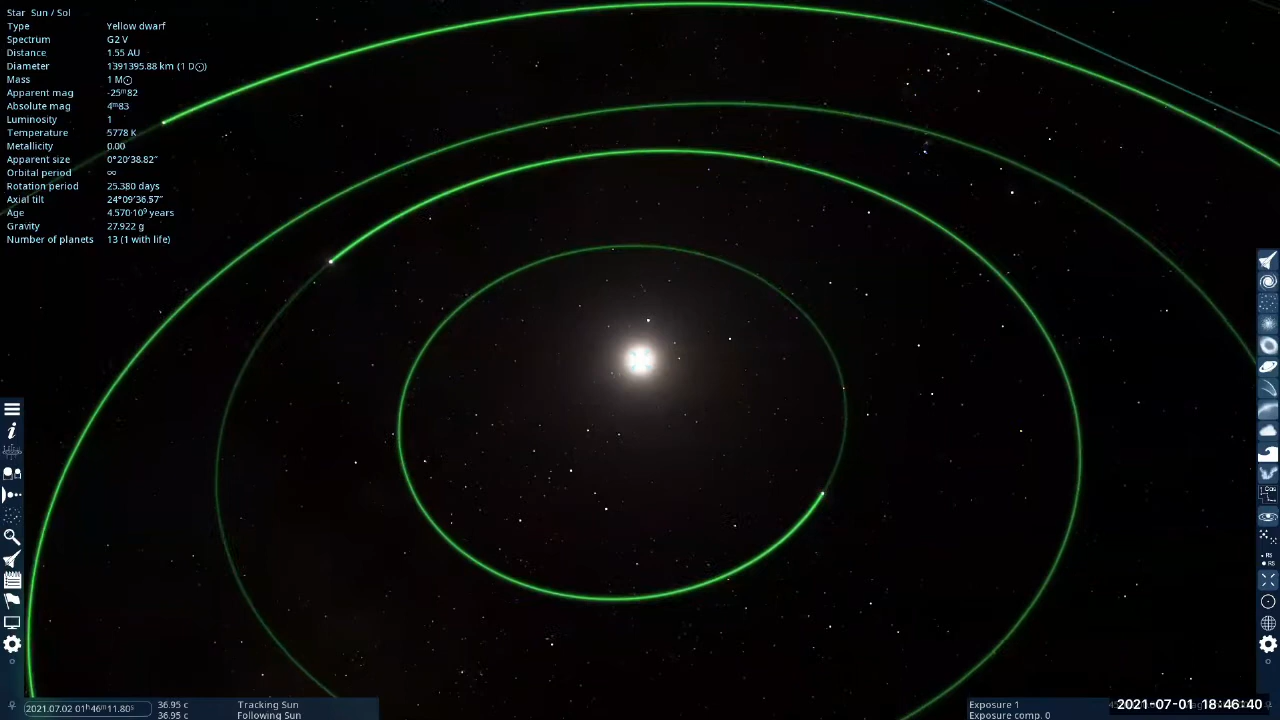 Star Sun / Sol
Type Yellow dwarf
Spectrum G2 V
Distance 1.55 AU
Diameter 1391395.88 km (1 D☉)
Mass 1 M☉
Apparent mag -25ᵐ82
Absolute mag 4ᵐ83
Luminosity 1
Temperature 5778 K
Metallicity 0.00
Apparent size 0°20'38.82"
Orbital period ∞
Rotation period 25.380 days
Axial tilt 24°09'36.57"
Age 4.570·10⁹ years
Gravity 27.922 g
Number of planets 13 (1 with life)
Gas
RS
RS
2021.07.02 01ʰ46ᵐ11.80ˢ
36.95 c Tracking Sun
36.95 c Following Sun
Exposure 1
Exposure comp. 0
2021-07-01 18:46:40